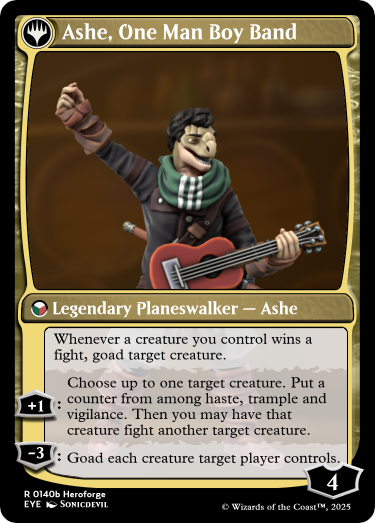 Ashe, One Man Boy Band
Legendary Planeswalker — Ashe
Whenever a creature you control wins a
fight, goad target creature.
+1: Choose up to one target creature. Put a
counter from among haste, trample and
vigilance. Then you may have that
creature fight another target creature.
-3: Goad each creature target player controls.
4
R 0140b Heroforge
EYE Sonicdevil
© Wizards of the Coast™, 2025